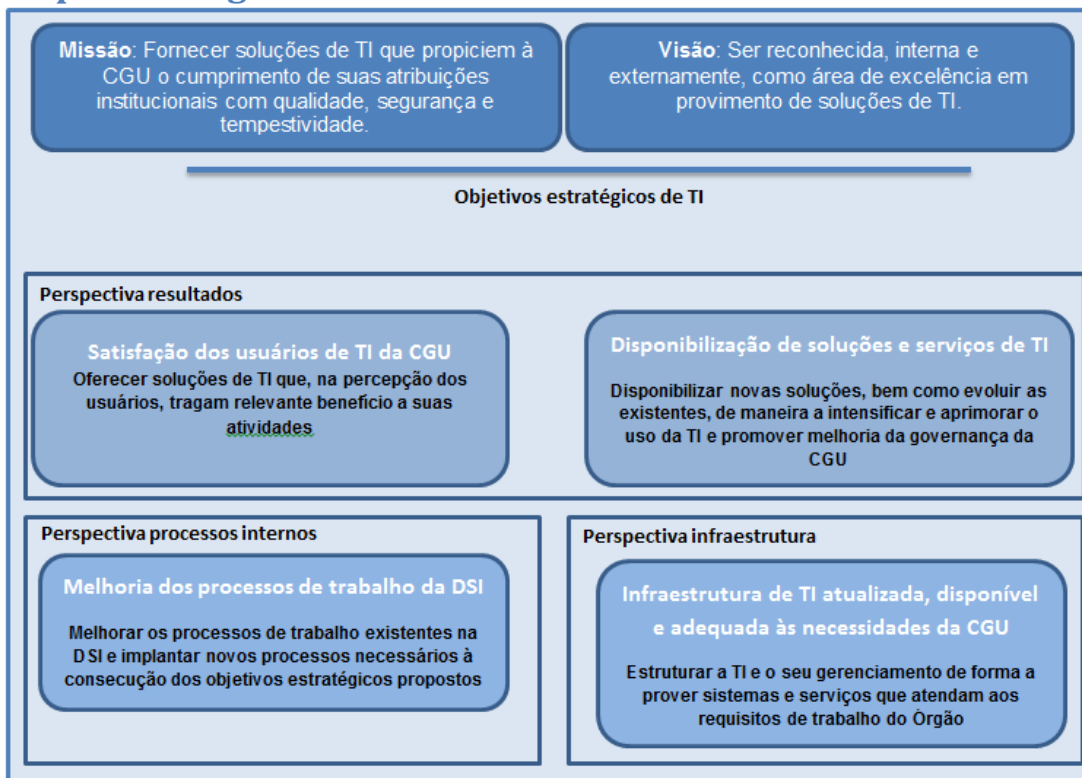 Missão: Fornecer soluções de TI que propiciem à
CGU o cumprimento de suas atribuições
institucionais com qualidade, segurança e
tempestividade.
Visão: Ser reconhecida, interna e
externamente, como área de excelência em
provimento de soluções de TI.
Objetivos estratégicos de TI
Perspectiva resultados
Satisfação dos usuários de TI da CGU
Oferecer soluções de TI que, na percepção dos
usuários, tragam relevante benefício a suas
atividades
Disponibilização de soluções e serviços de TI
Disponibilizar novas soluções, bem como evoluir as
existentes, de maneira a intensificar e aprimorar o
uso da TI e promover melhoria da governança da
CGU
Perspectiva processos internos
Melhoria dos processos de trabalho da DSI
Melhorar os processos de trabalho existentes na
DSI e implantar novos processos necessários à
consecução dos objetivos estratégicos propostos
Perspectiva infraestrutura
Infraestrutura de TI atualizada, disponível
e adequada às necessidades da CGU
Estruturar a TI e o seu gerenciamento de forma a
prover sistemas e serviços que atendam aos
requisitos de trabalho do Órgão